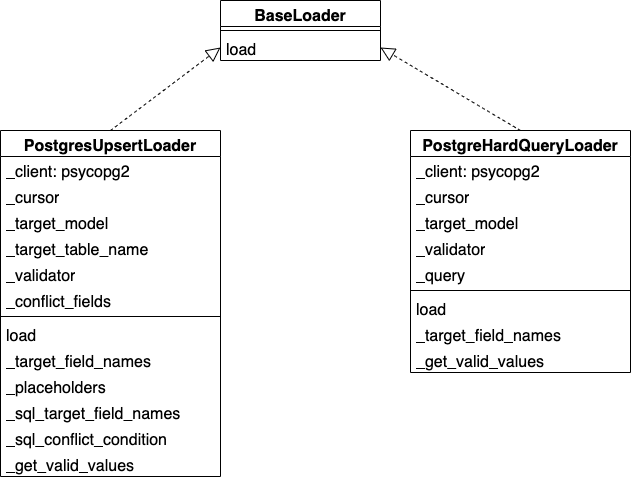 BaseLoader
load
PostgresUpsertLoader
_client: psycopg2
_cursor
_target_model
_target_table_name
_validator
_conflict_fields
load
_target_field_names
_placeholders
_sql_target_field_names
_sql_conflict_condition
_get_valid_values
PostgreHardQueryLoader
_client: psycopg2
_cursor
_target_model
_validator
_query
load
_target_field_names
_get_valid_values